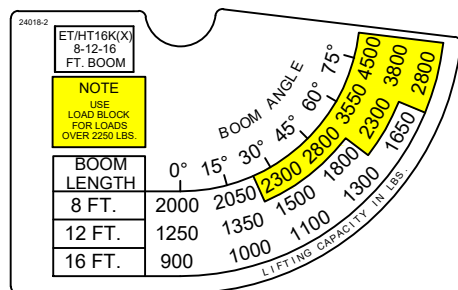 24018-2
ET/HT16K(X)
8-12-16
FT. BOOM
NOTE
USE
LOAD BLOCK
FOR LOADS
OVER 2250 LBS.
BOOM ANGLE
BOOM
LENGTH
0° 15° 30° 45° 60° 75°
8 FT. 2000 2050 2300 2800 3550 4500
12 FT. 1250 1350 1500 1800 2300 3800
16 FT. 900 1000 1100 1300 1650 2800
LIFTING CAPACITY IN LBS.